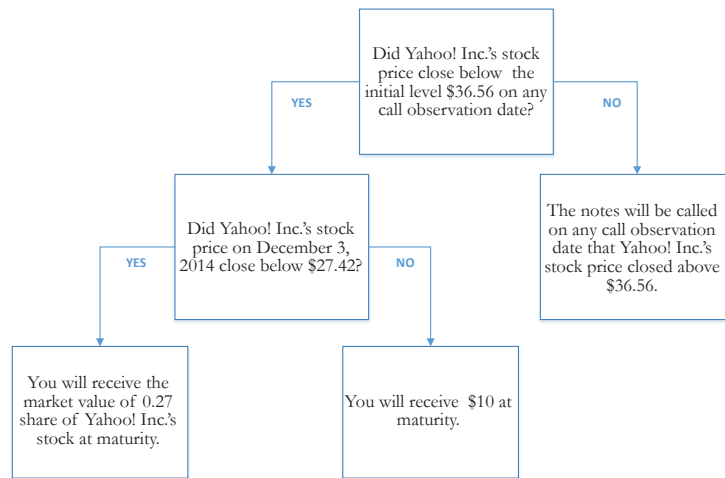 Did Yahoo! Inc.'s stock
price close below the
initial level $36.56 on any
call observation date?
YES
NO
Did Yahoo! Inc.'s stock
price on December 3,
2014 close below $27.42?
The notes will be called
on any call observation
date that Yahoo! Inc.'s
stock price closed above
$36.56.
YES
NO
You will receive the
market value of 0.27
share of Yahoo! Inc.'s
stock at maturity.
You will receive $10 at
maturity.